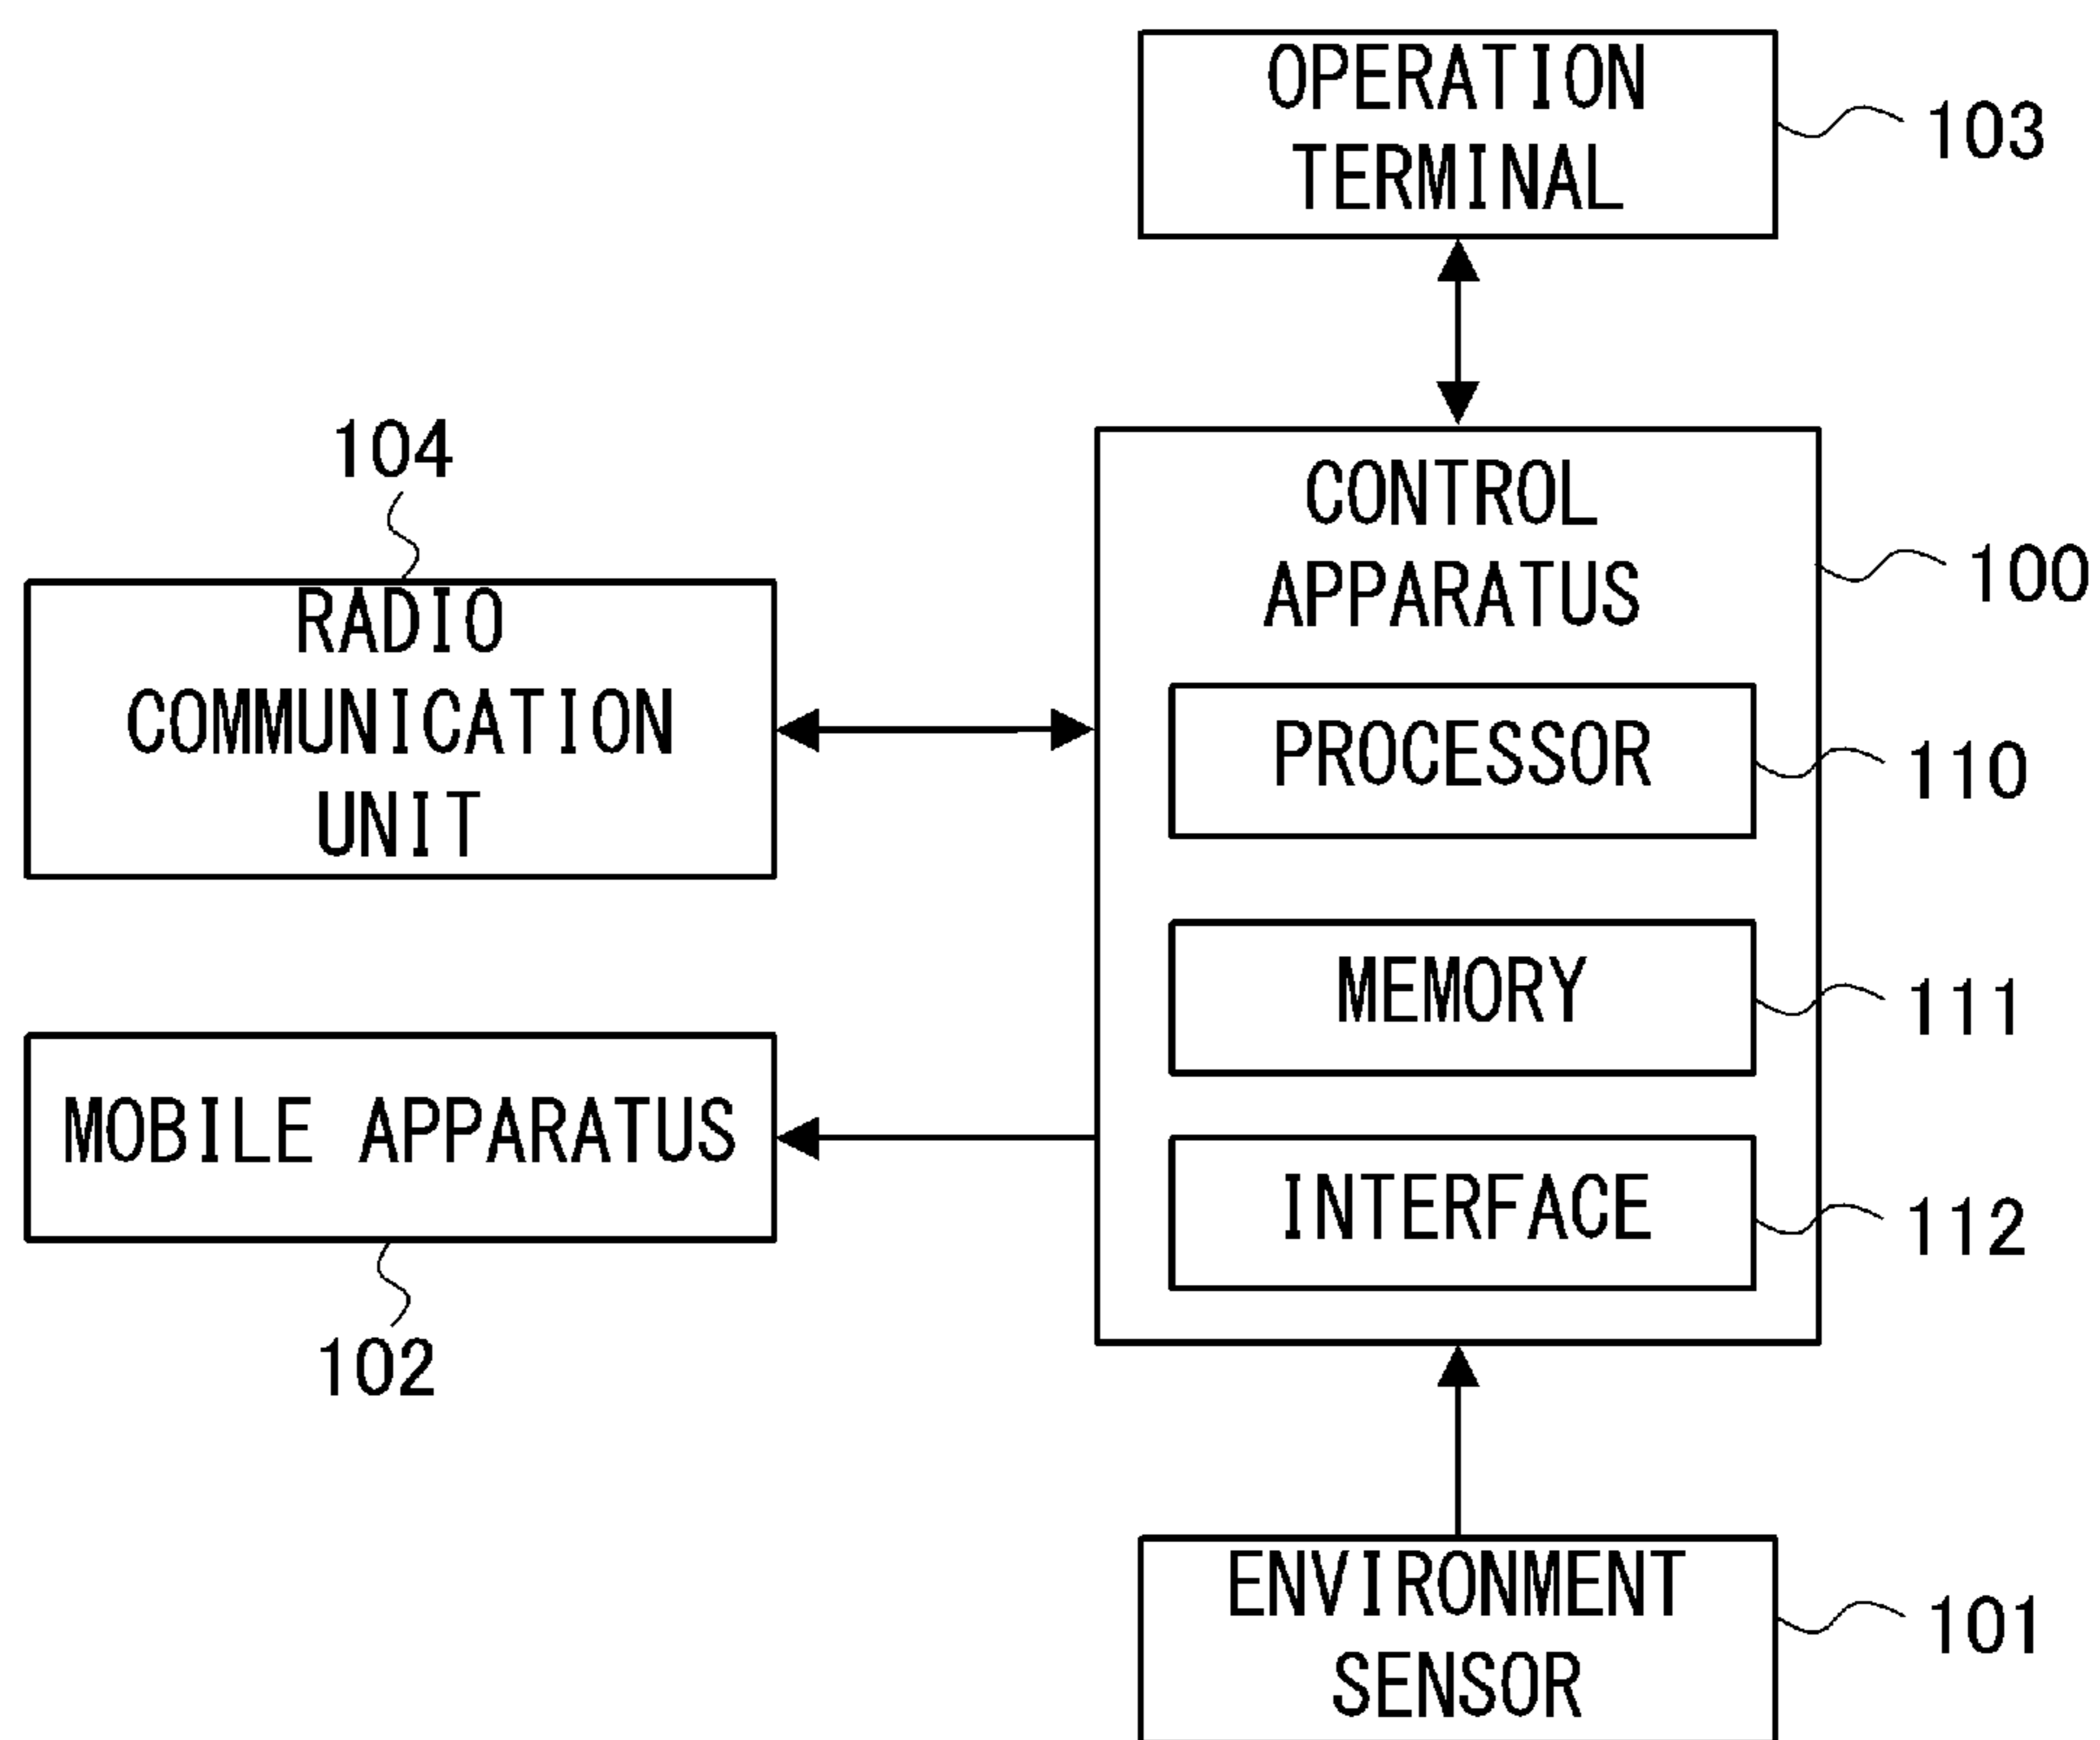 OPERATION
TERMINAL
103
104
CONTROL
APPARATUS
100
RADIO
COMMUNICATION
UNIT
PROCESSOR
110
MEMORY
111
MOBILE APPARATUS
INTERFACE
112
102
ENVIRONMENT
SENSOR
101